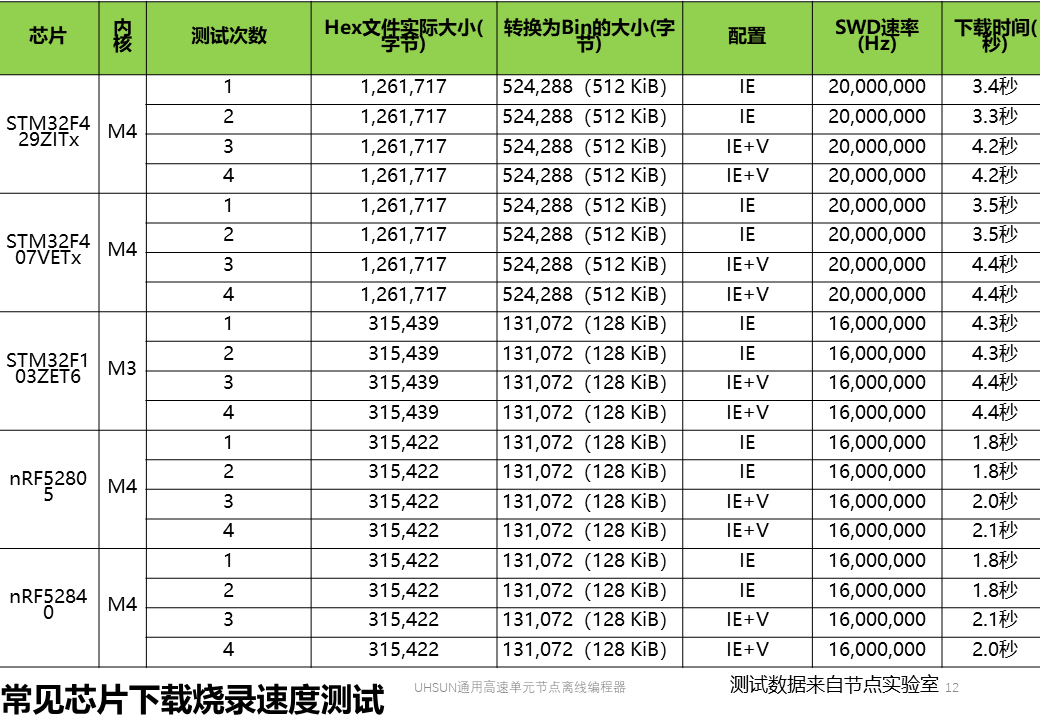 芯片 内核 测试次数 Hex文件实际大小(字节) 转换为Bin的大小(字节) 配置 SWD速率(Hz) 下载时间(秒)
STM32F429ZITx M4 1 1,261,717 524,288（512 KiB） IE 20,000,000 3.4秒
2 1,261,717 524,288（512 KiB） IE 20,000,000 3.3秒
3 1,261,717 524,288（512 KiB） IE+V 20,000,000 4.2秒
4 1,261,717 524,288（512 KiB） IE+V 20,000,000 4.2秒
STM32F407VETx M4 1 1,261,717 524,288（512 KiB） IE 20,000,000 3.5秒
2 1,261,717 524,288（512 KiB） IE 20,000,000 3.5秒
3 1,261,717 524,288（512 KiB） IE+V 20,000,000 4.4秒
4 1,261,717 524,288（512 KiB） IE+V 20,000,000 4.4秒
STM32F103ZET6 M3 1 315,439 131,072（128 KiB） IE 16,000,000 4.3秒
2 315,439 131,072（128 KiB） IE 16,000,000 4.3秒
3 315,439 131,072（128 KiB） IE+V 16,000,000 4.4秒
4 315,439 131,072（128 KiB） IE+V 16,000,000 4.4秒
nRF52805 M4 1 315,422 131,072（128 KiB） IE 16,000,000 1.8秒
2 315,422 131,072（128 KiB） IE 16,000,000 1.8秒
3 315,422 131,072（128 KiB） IE+V 16,000,000 2.0秒
4 315,422 131,072（128 KiB） IE+V 16,000,000 2.1秒
nRF52840 M4 1 315,422 131,072（128 KiB） IE 16,000,000 1.8秒
2 315,422 131,072（128 KiB） IE 16,000,000 1.8秒
3 315,422 131,072（128 KiB） IE+V 16,000,000 2.1秒
4 315,422 131,072（128 KiB） IE+V 16,000,000 2.0秒
常见芯片下载烧录速度测试 UHSUN通用高速单元节点离线编程器 测试数据来自节点实验室 12